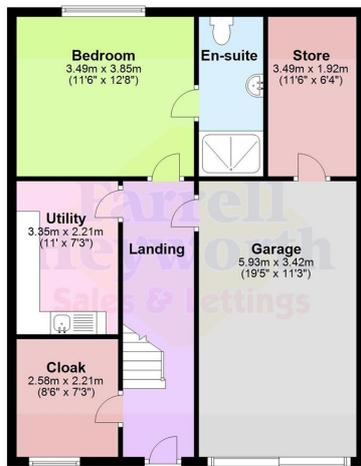 Bedroom
3.49m x 3.85m
(11'6" x 12'8")
En-suite
Store
3.49m x 1.92m
(11'6" x 6'4")
Utility
3.35m x 2.21m
(11' x 7'3")
Landing
Garage
5.93m x 3.42m
(19'5" x 11'3")
Farrell
Heyworth
Sales & Lettings
Cloak
2.58m x 2.21m
(8'6" x 7'3")